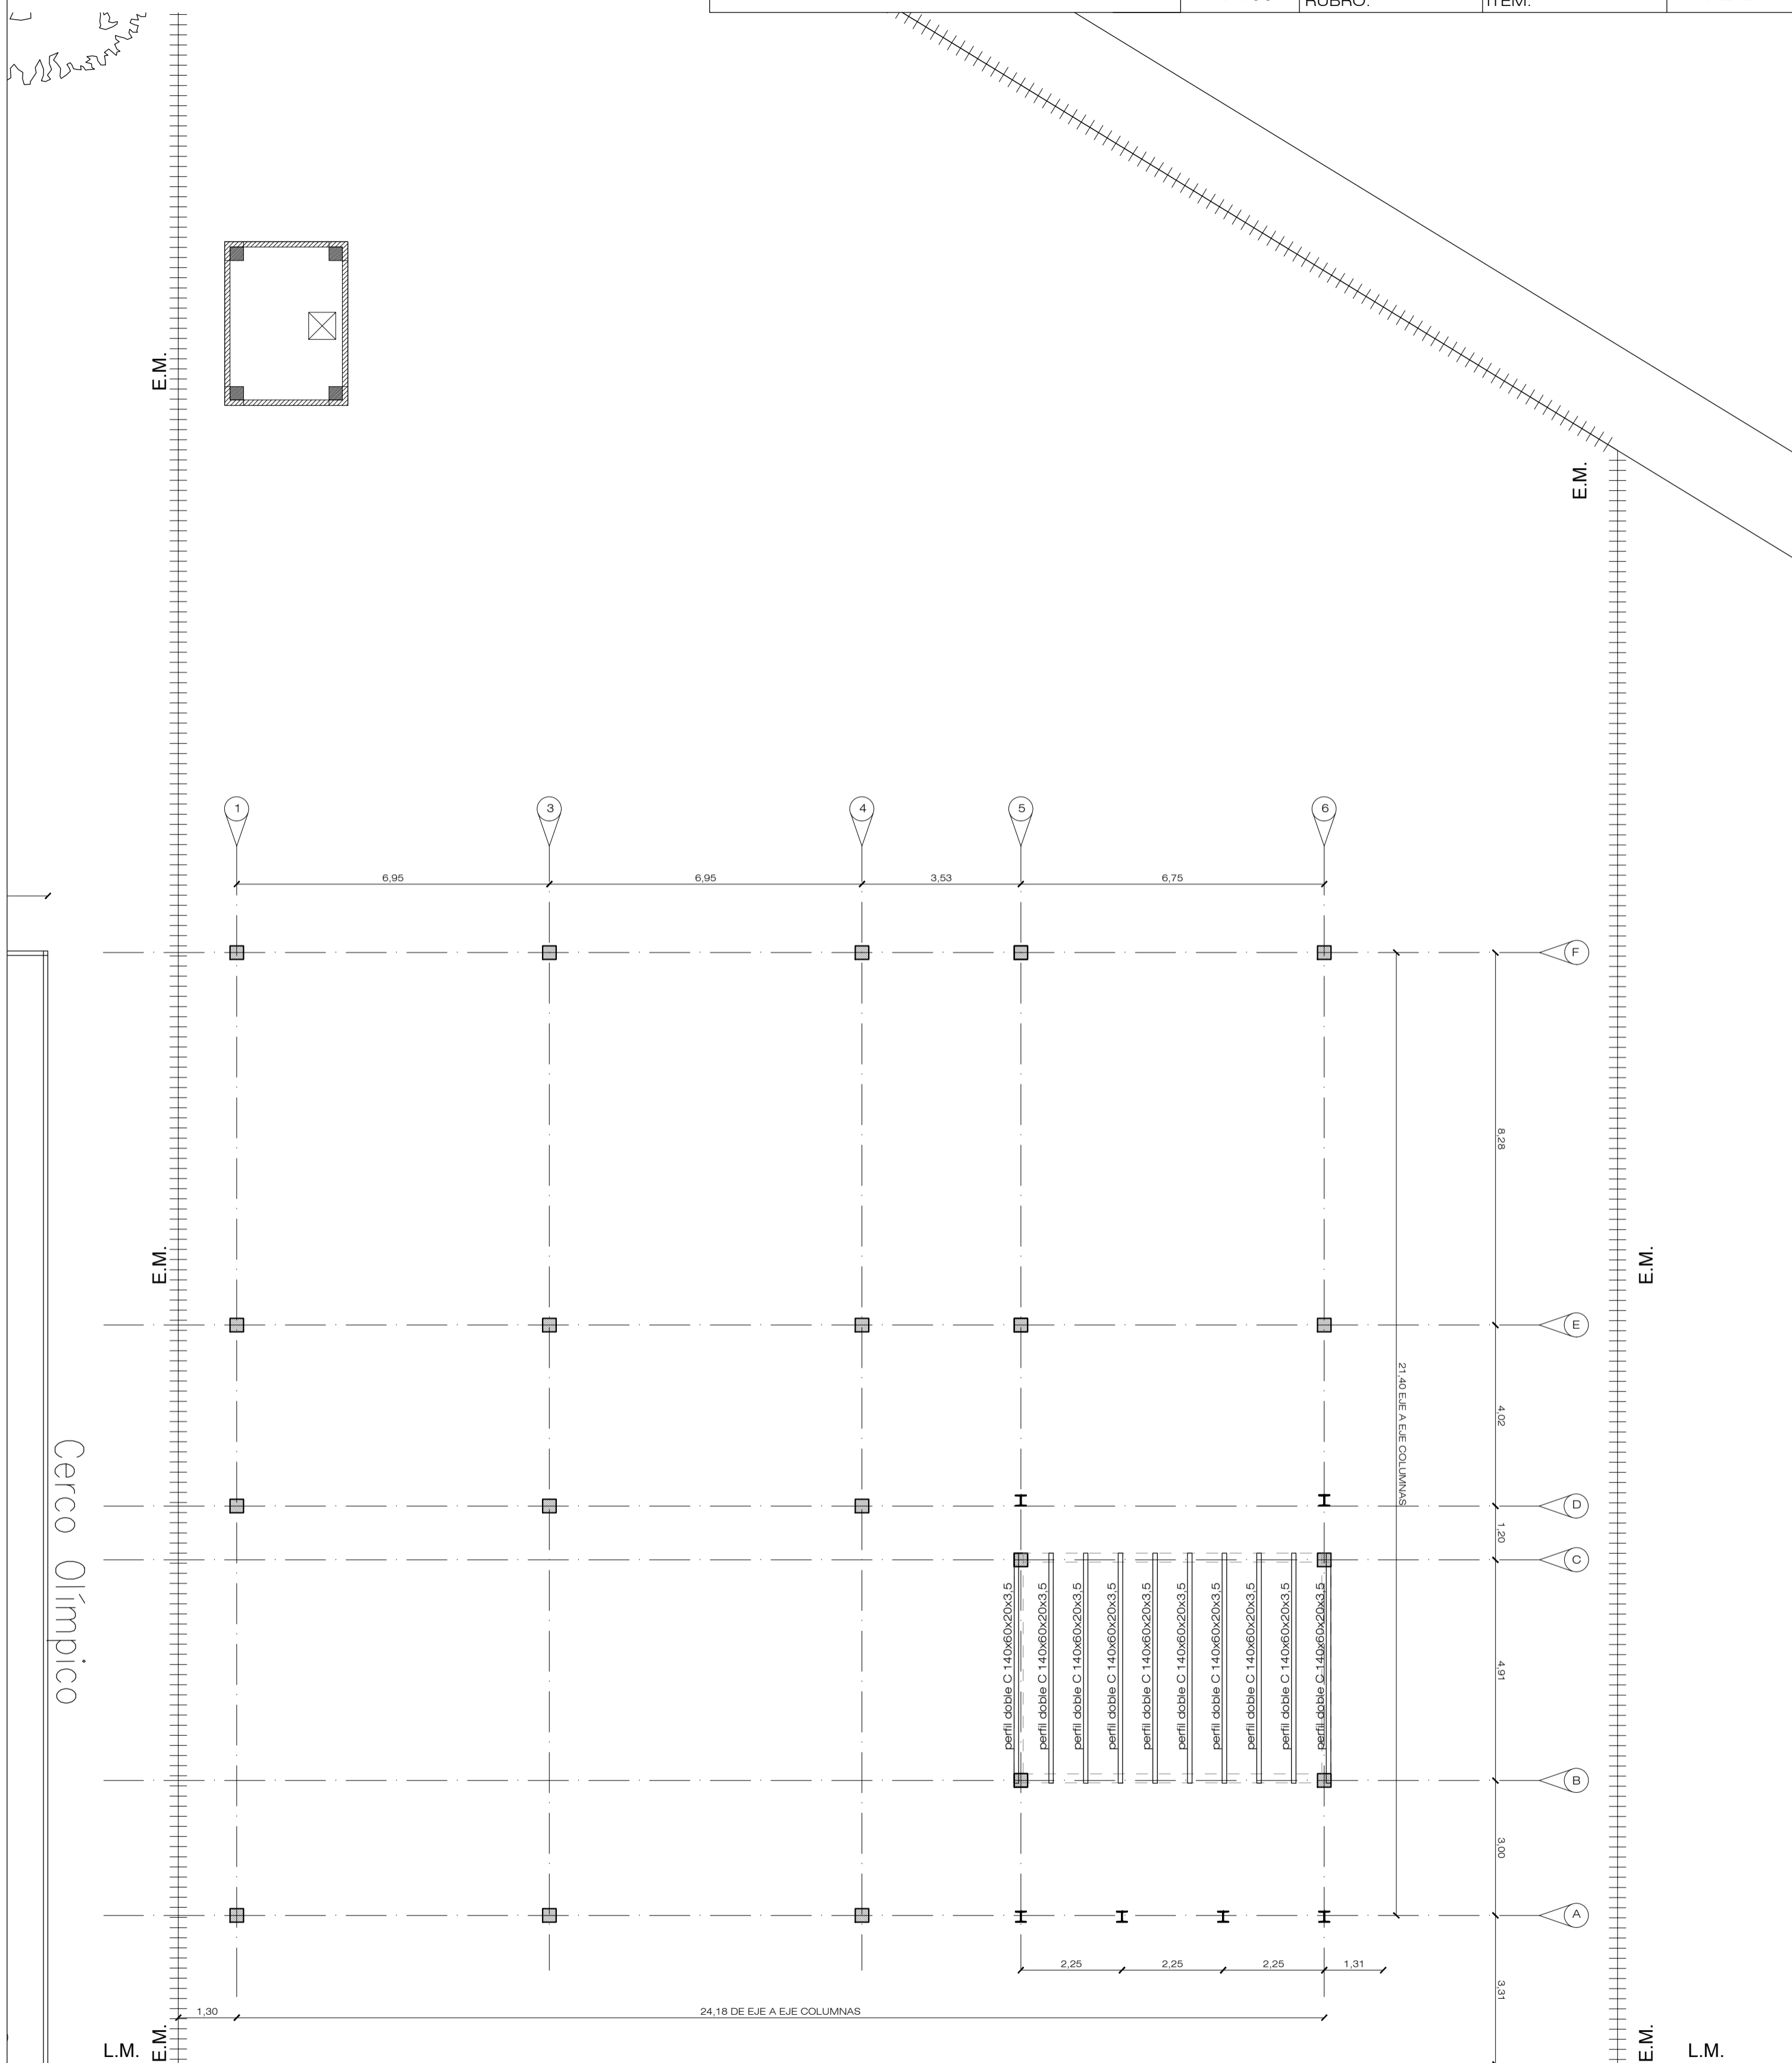 RUBRO:
ITEM:
E.M.
E.M.
1
3
4
5
6
6,95
6,95
3,53
6,75
F
8,28
E.M.
E.M.
E
21,40 EJE A EJE COLUMNAS
4,02
Cerco Olímpico
D
1,20
C
perfil doble C 140x60x20x3,5
perfil doble C 140x60x20x3,5
perfil doble C 140x60x20x3,5
perfil doble C 140x60x20x3,5
perfil doble C 140x60x20x3,5
perfil doble C 140x60x20x3,5
perfil doble C 140x60x20x3,5
perfil doble C 140x60x20x3,5
perfil doble C 140x60x20x3,5
perfil doble C 140x60x20x3,5
4,91
B
3,00
A
2,25
2,25
2,25
1,31
3,31
1,30
24,18 DE EJE A EJE COLUMNAS
L.M.
E.M.
E.M.
L.M.